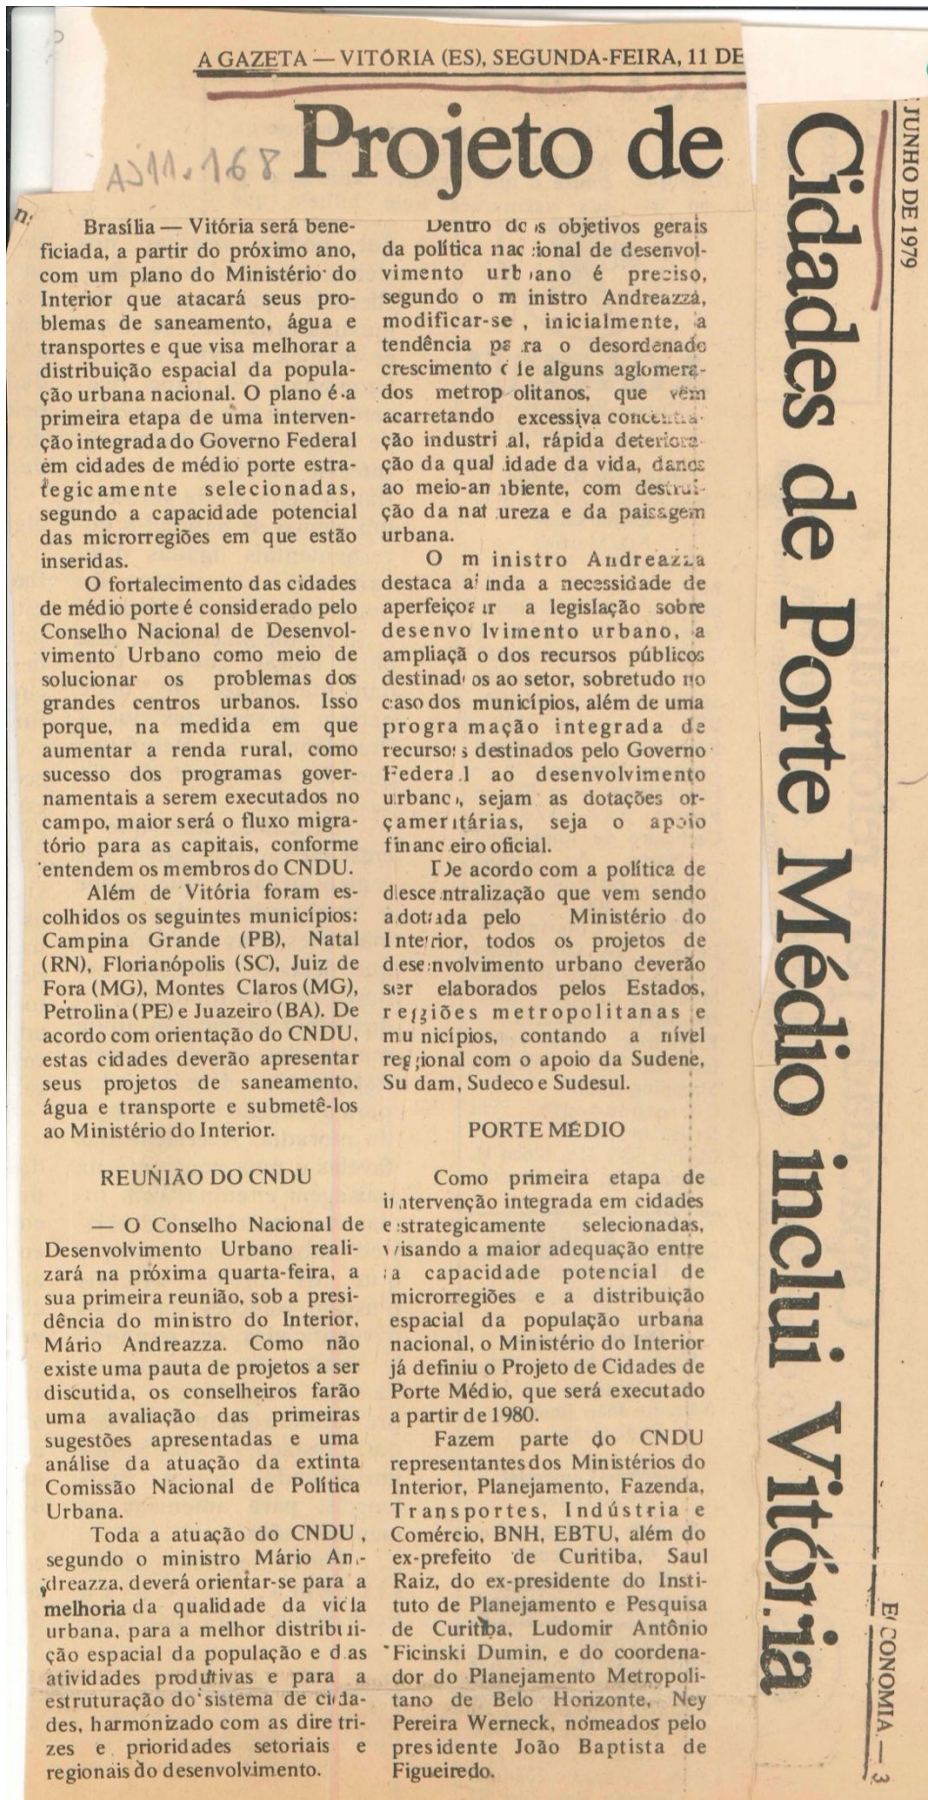 A GAZETA — VITÓRIA (ES), SEGUNDA-FEIRA, 11 DE
JUNHO DE 1979
AJ11.168
Projeto de
Cidades de Porte Médio inclui Vitória
ECONOMIA — 3
Brasília — Vitória será bene-
ficiada, a partir do próximo ano,
com um plano do Ministério do
Interior que atacará seus pro-
blemas de saneamento, água e
transportes e que visa melhorar a
distribuição espacial da popula-
ção urbana nacional. O plano é a
primeira etapa de uma interven-
ção integrada do Governo Federal
em cidades de médio porte estra-
tegicamente selecionadas,
segundo a capacidade potencial
das microrregiões em que estão
inseridas.
O fortalecimento das cidades
de médio porte é considerado pelo
Conselho Nacional de Desenvol-
vimento Urbano como meio de
solucionar os problemas dos
grandes centros urbanos. Isso
porque, na medida em que
aumentar a renda rural, como
sucesso dos programas gover-
namentais a serem executados no
campo, maior será o fluxo migra-
tório para as capitais, conforme
entendem os membros do CNDU.
Além de Vitória foram es-
colhidos os seguintes municípios:
Campina Grande (PB), Natal
(RN), Florianópolis (SC), Juiz de
Fora (MG), Montes Claros (MG),
Petrolina (PE) e Juazeiro (BA). De
acordo com orientação do CNDU,
estas cidades deverão apresentar
seus projetos de saneamento,
água e transporte e submetê-los
ao Ministério do Interior.
REUNIÃO DO CNDU
— O Conselho Nacional de
Desenvolvimento Urbano reali-
zará na próxima quarta-feira, a
sua primeira reunião, sob a presi-
dência do ministro do Interior,
Mário Andreazza. Como não
existe uma pauta de projetos a ser
discutida, os conselheiros farão
uma avaliação das primeiras
sugestões apresentadas e uma
análise da atuação da extinta
Comissão Nacional de Política
Urbana.
Toda a atuação do CNDU,
segundo o ministro Mário An-
dreazza, deverá orientar-se para a
melhoria da qualidade da vida
urbana, para a melhor distribui-
ção espacial da população e das
atividades produtivas e para a
estruturação do sistema de cida-
des, harmonizado com as diretri-
zes e prioridades setoriais e
regionais do desenvolvimento.
Dentro dos objetivos gerais
da política nacional de desenvol-
vimento urbano é preciso,
segundo o ministro Andreazza,
modificar-se, inicialmente, a
tendência para o desordenado
crescimento de alguns aglomera-
dos metropolitanos, que vêm
acarretando excessiva concentra-
ção industrial, rápida deteriora-
ção da qualidade da vida, danos
ao meio-ambiente, com destrui-
ção da natureza e da paisagem
urbana.
O ministro Andreazza
destaca ainda a necessidade de
aperfeiçoar a legislação sobre
desenvolvimento urbano, a
ampliação dos recursos públicos
destinados ao setor, sobretudo no
caso dos municípios, além de uma
programação integrada de
recursos destinados pelo Governo
Federal ao desenvolvimento
urbano, sejam as dotações or-
çamentárias, seja o apoio
financeiro oficial.
De acordo com a política de
descentralização que vem sendo
adotada pelo Ministério do
Interior, todos os projetos de
desenvolvimento urbano deverão
ser elaborados pelos Estados,
regiões metropolitanas e
municípios, contando a nível
regional com o apoio da Sudene,
Sudam, Sudeco e Sudesul.
PORTE MÉDIO
Como primeira etapa de
intervenção integrada em cidades
estrategicamente selecionadas,
visando a maior adequação entre
a capacidade potencial de
microrregiões e a distribuição
espacial da população urbana
nacional, o Ministério do Interior
já definiu o Projeto de Cidades de
Porte Médio, que será executado
a partir de 1980.
Fazem parte do CNDU
representantes dos Ministérios do
Interior, Planejamento, Fazenda,
Transportes, Indústria e
Comércio, BNH, EBTU, além do
ex-prefeito de Curitiba, Saul
Raiz, do ex-presidente do Insti-
tuto de Planejamento e Pesquisa
de Curitiba, Ludomir Antônio
Ficinski Dumin, e do coordena-
dor do Planejamento Metropoli-
tano de Belo Horizonte, Ney
Pereira Werneck, nomeados pelo
presidente João Baptista de
Figueiredo.